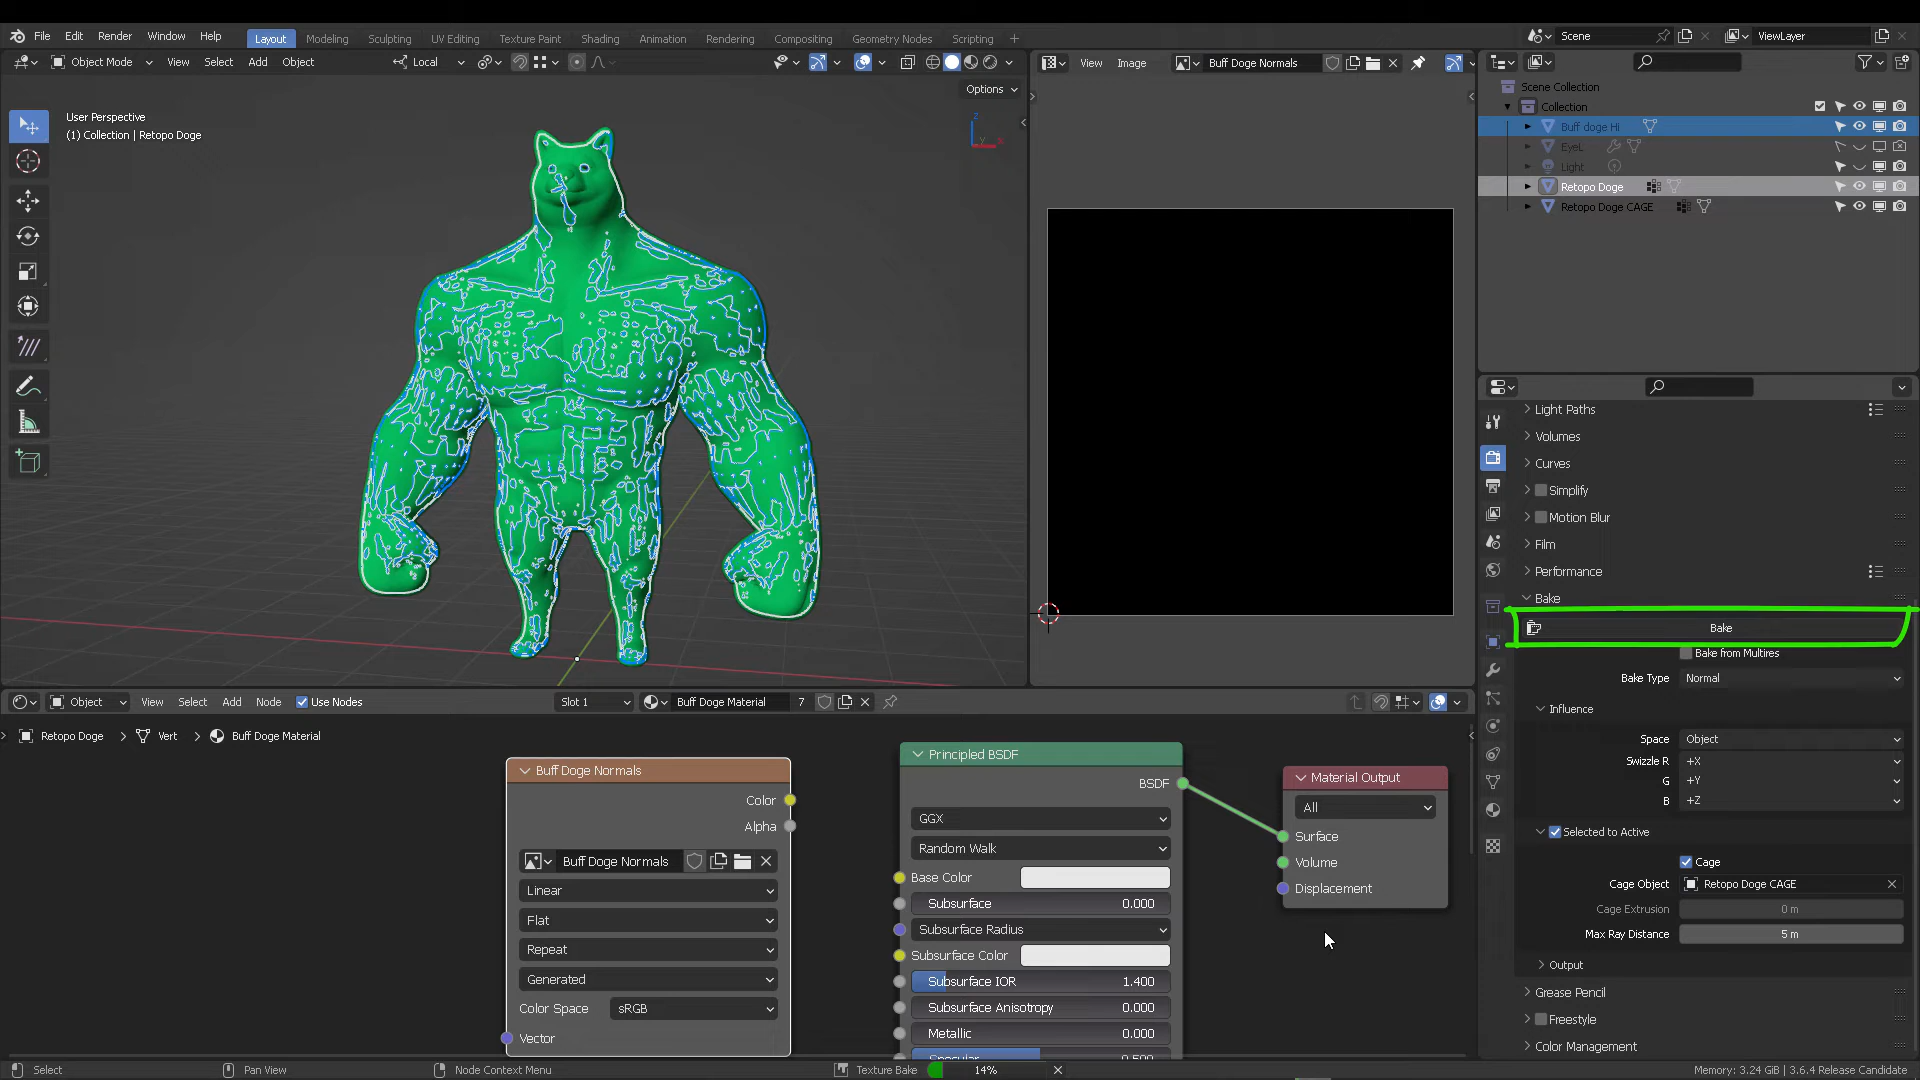 File Edit Render Window Help Layout Modeling Sculpting UV Editing Texture Paint Shading Animation Rendering Compositing Geometry Nodes Scripting + Scene ViewLayer
Object Mode View Select Add Object Local View Image Buff Doge Normals
Options
User Perspective
(1) Collection | Retopo Doge
Z
Y X
Scene Collection
Collection
Buff doge Hi
EyeL
Light
Retopo Doge
Retopo Doge CAGE
Light Paths
Volumes
Curves
Simplify
Motion Blur
Film
Performance
Bake
Bake
Bake from Multires
Bake Type Normal
Influence
Space Object
Swizzle R +X
G +Y
B +Z
Selected to Active
Cage
Cage Object Retopo Doge CAGE
Cage Extrusion 0 m
Max Ray Distance 5 m
Output
Grease Pencil
Freestyle
Color Management
Object View Select Add Node Use Nodes Slot 1 Buff Doge Material 7
Retopo Doge Vert Buff Doge Material
Buff Doge Normals
Color
Alpha
Buff Doge Normals
Linear
Flat
Repeat
Generated
Color Space sRGB
Vector
Principled BSDF
BSDF
GGX
Random Walk
Base Color
Subsurface 0.000
Subsurface Radius
Subsurface Color
Subsurface IOR 1.400
Subsurface Anisotropy 0.000
Metallic 0.000
Specular 0.500
Material Output
All
Surface
Volume
Displacement
Select Pan View Node Context Menu Texture Bake 14% Memory: 3.24 GiB | 3.6.4 Release Candidate